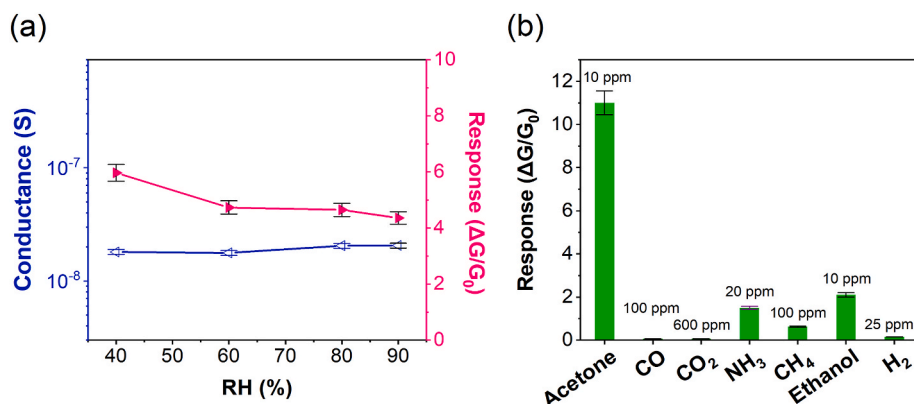 (a)
Conductance (S)
10⁻⁷
10⁻⁸
40 50 60 70 80 90
RH (%)
10
8
6
4
2
0
Response (ΔG/G₀)
(b)
Response (ΔG/G₀)
12
10
8
6
4
2
0
10 ppm
100 ppm
600 ppm
20 ppm
100 ppm
10 ppm
25 ppm
Acetone
CO
CO₂
NH₃
CH₄
Ethanol
H₂